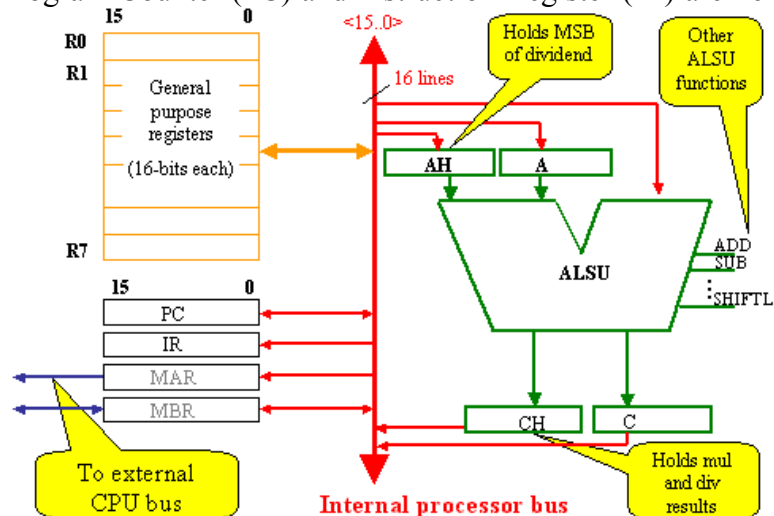 15 0
R0
R1
General
purpose
registers
(16-bits each)
R7
<15..0>
16 lines
Holds MSB
of dividend
Other
ALSU
functions
AH A
ALSU
ADD
SUB
SHIFTL
15 0
PC
IR
MAR
MBR
CH C
To external
CPU bus
Internal processor bus
Holds mul
and div
results